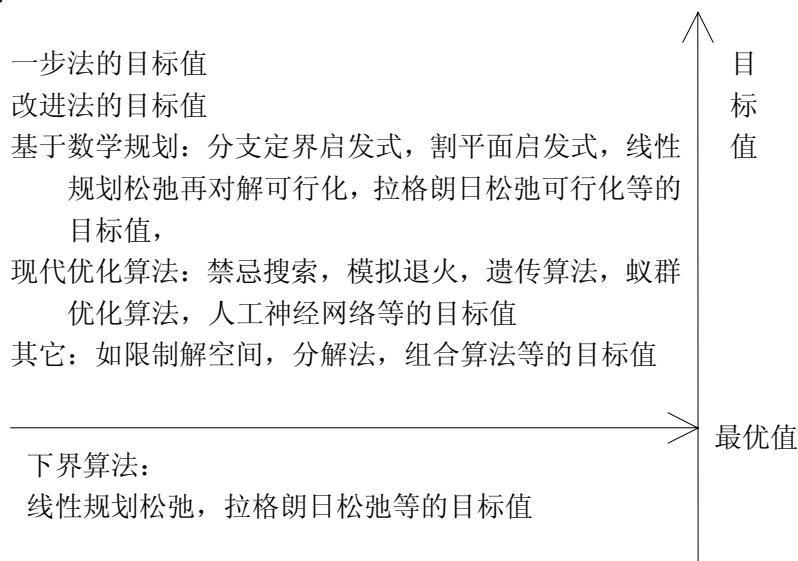 一步法的目标值
改进法的目标值
基于数学规划：分支定界启发式，割平面启发式，线性
规划松弛再对解可行化，拉格朗日松弛可行化等的
目标值，
现代优化算法：禁忌搜索，模拟退火，遗传算法，蚁群
优化算法，人工神经网络等的目标值
其它：如限制解空间，分解法，组合算法等的目标值
目
标
值
最优值
下界算法：
线性规划松弛，拉格朗日松弛等的目标值